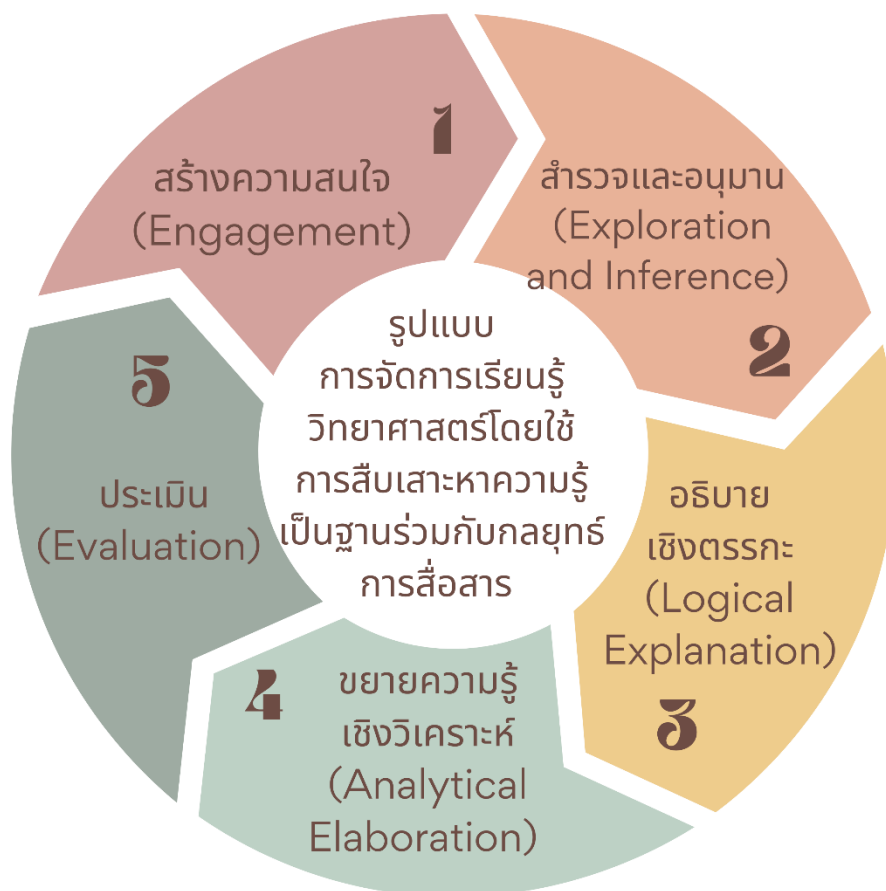 รูปแบบ
การจัดการเรียนรู้
วิทยาศาสตร์โดยใช้
การสืบเสาะหาความรู้
เป็นฐานร่วมกับกลยุทธ์
การสื่อสาร
1
สร้างความสนใจ
(Engagement)
สำรวจและอนุมาน
(Exploration
and Inference)
2
อธิบาย
เชิงตรรกะ
(Logical
Explanation)
3
4
ขยายความรู้
เชิงวิเคราะห์
(Analytical
Elaboration)
5
ประเมิน
(Evaluation)